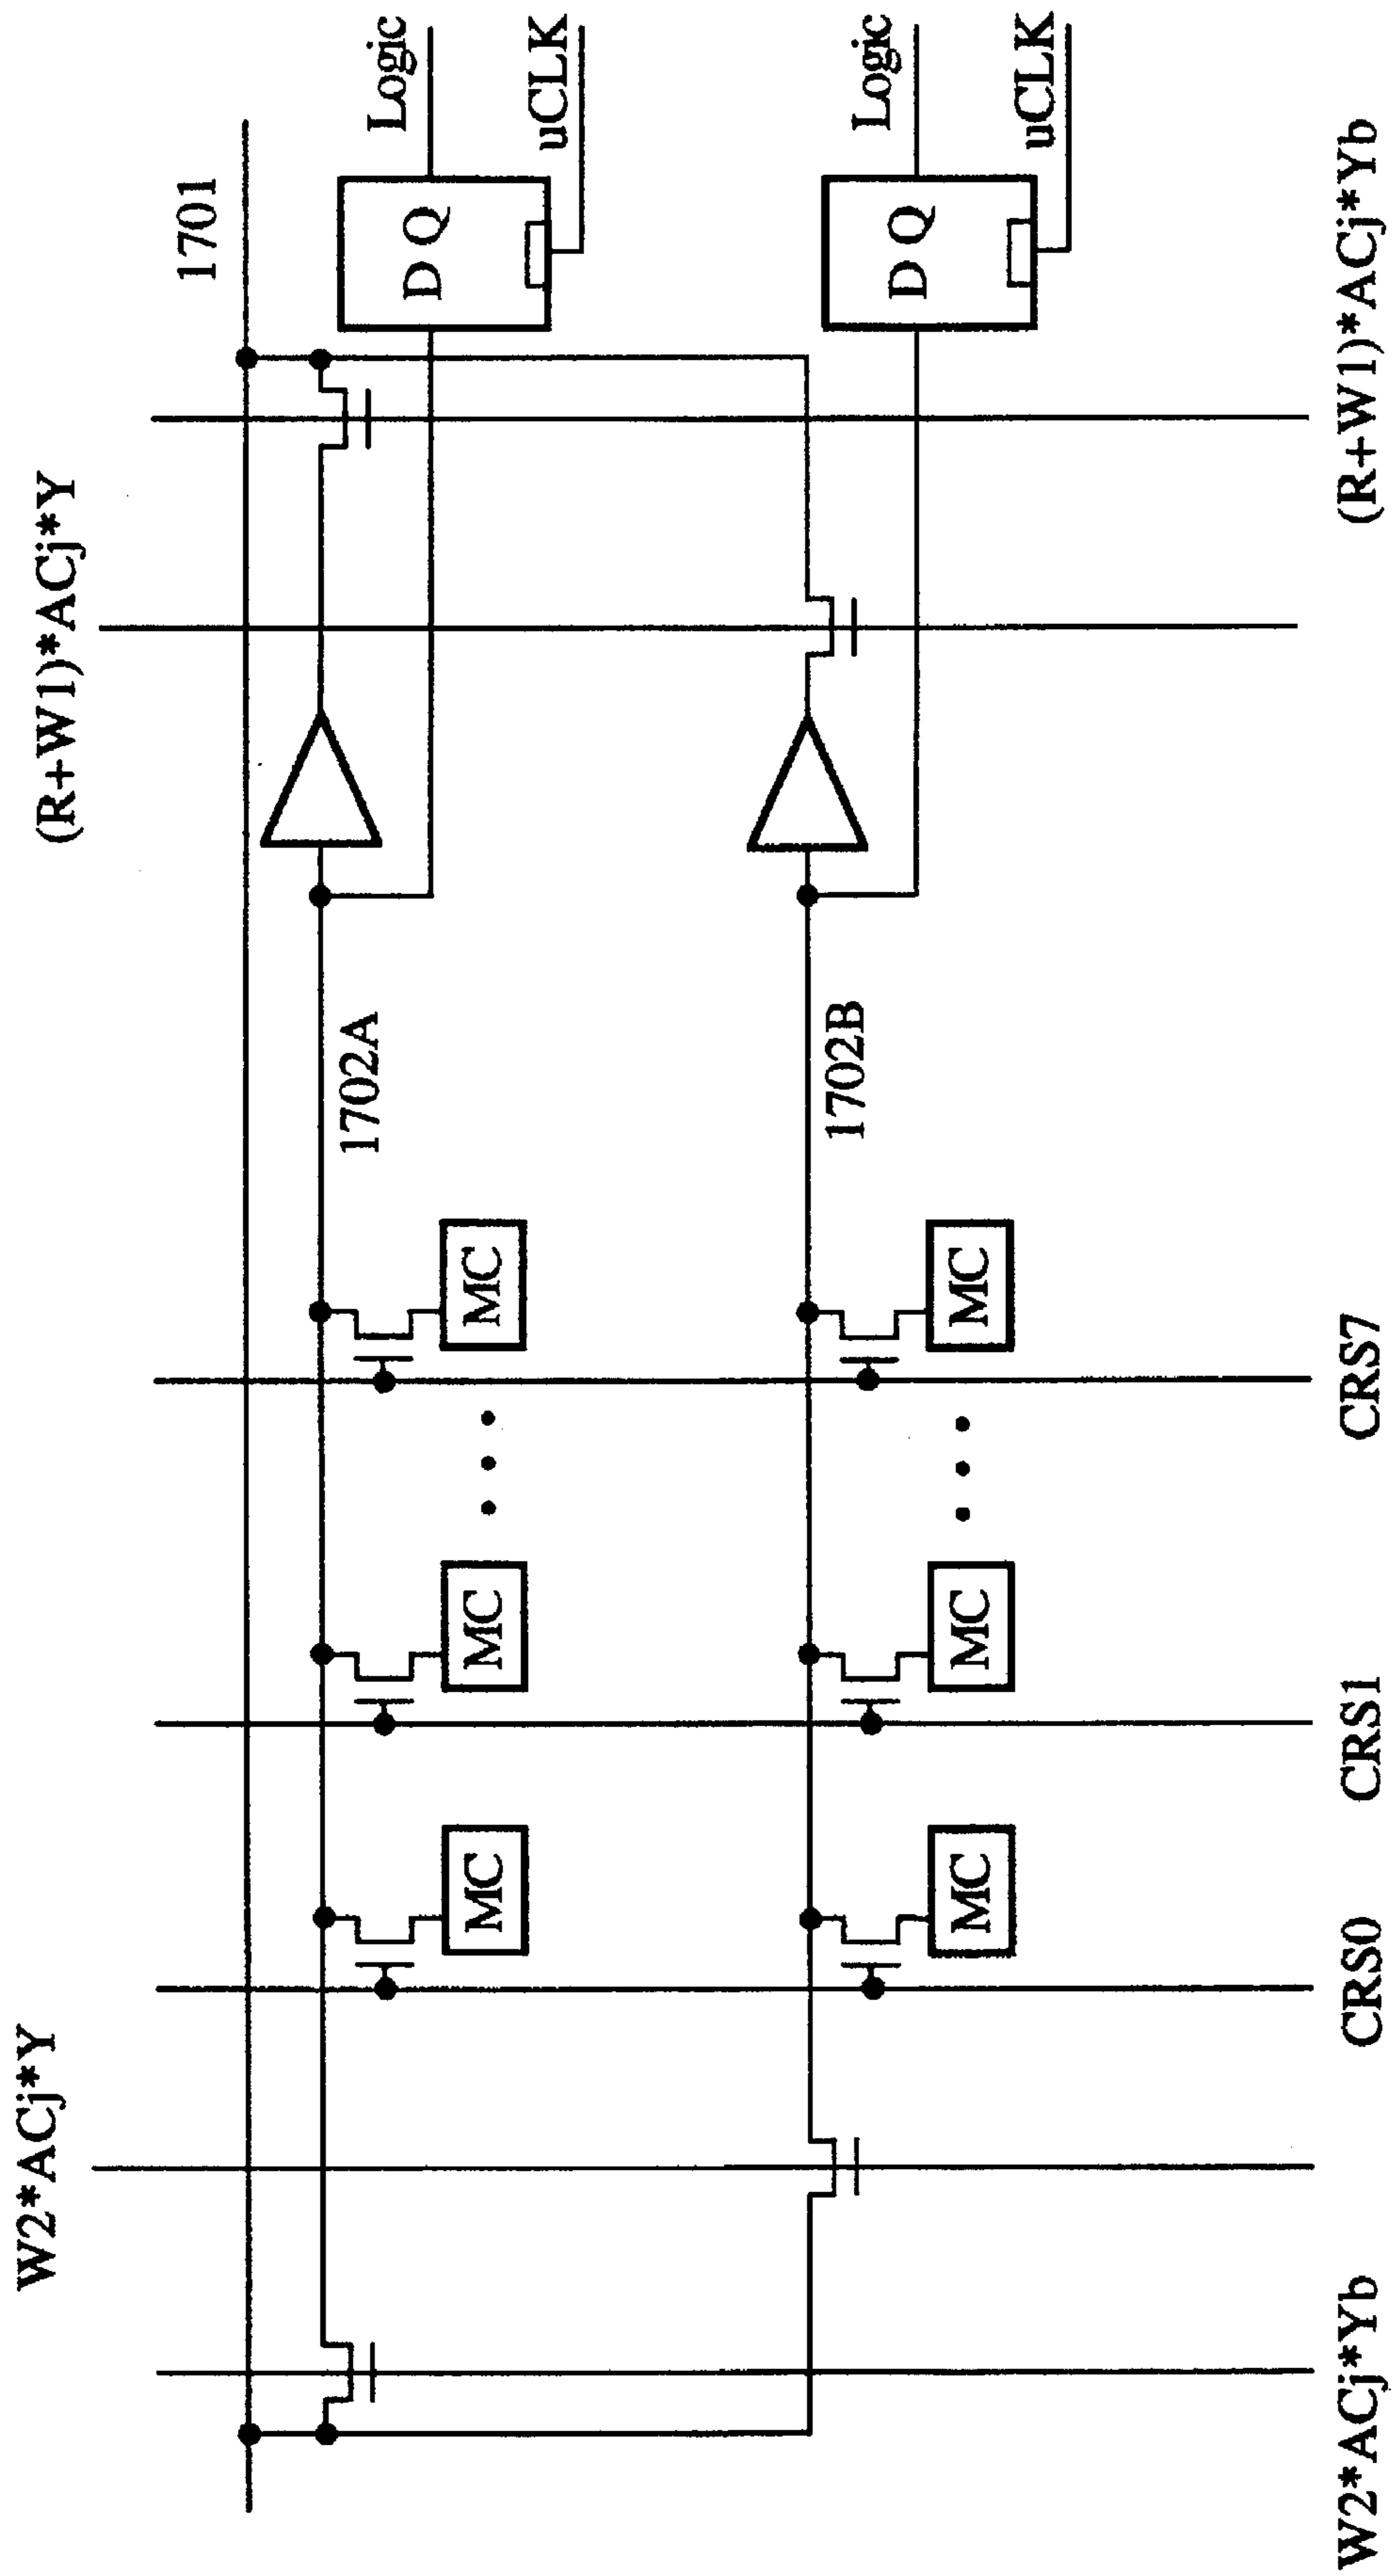 W2*ACj*Y
(R+W1)*ACj*Y
1701
1702A
Logic
D Q
MC
MC
MC
uCLK
1702B
Logic
D Q
MC
MC
MC
uCLK
W2*ACj*Yb
CRS0
CRS1
CRS7
(R+W1)*ACj*Yb